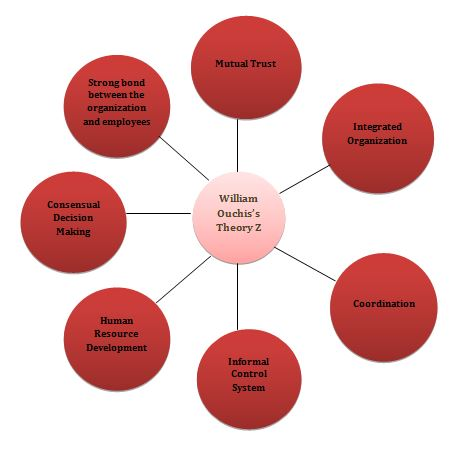 Mutual Trust
Strong bond
between the
organization
and employees
Integrated
Organization
William
Ouchis's
Theory Z
Consensual
Decision
Making
Coordination
Human
Resource
Development
Informal
Control
System